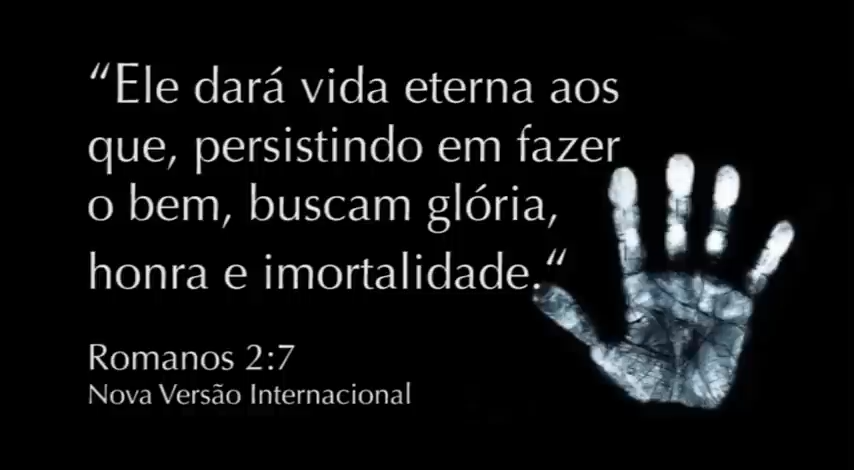 “Ele dará vida eterna aos
que, persistindo em fazer
o bem, buscam glória,
honra e imortalidade.“
Romanos 2:7
Nova Versão Internacional